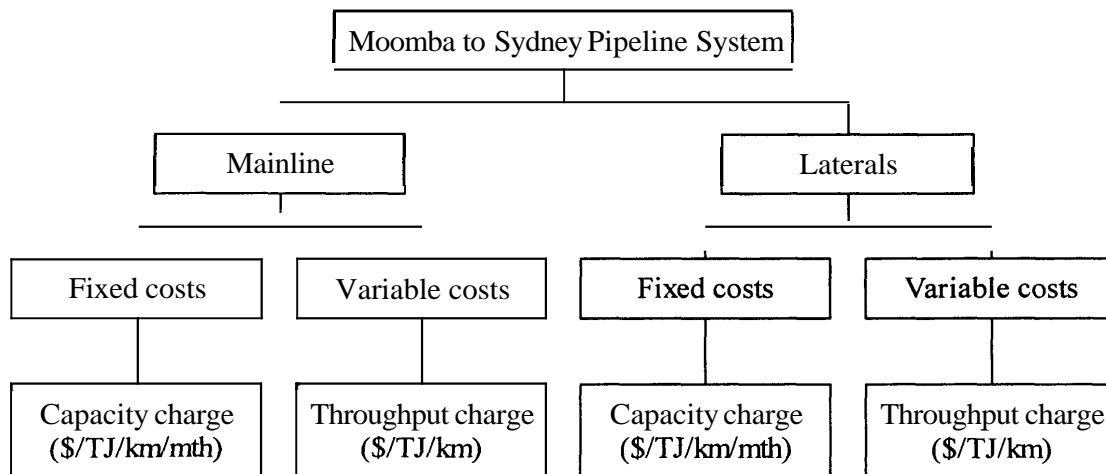 Moomba to Sydney Pipeline System
Mainline
Laterals
Fixed costs
Variable costs
Fixed costs
Variable costs
Capacity charge
($/TJ/km/mth)
Throughput charge
($/TJ/km)
Capacity charge
($/TJ/km/mth)
Throughput charge
($/TJ/km)